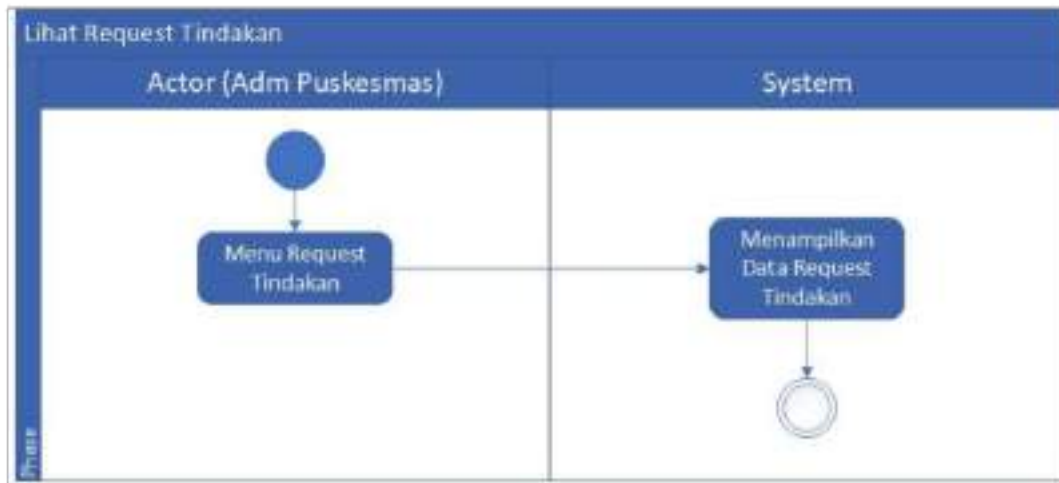 Lihat Request Tindakan
Actor (Adm Puskesmas)
System
Menu Request
Tindakan
Menampilkan
Data Request
Tindakan
Phase